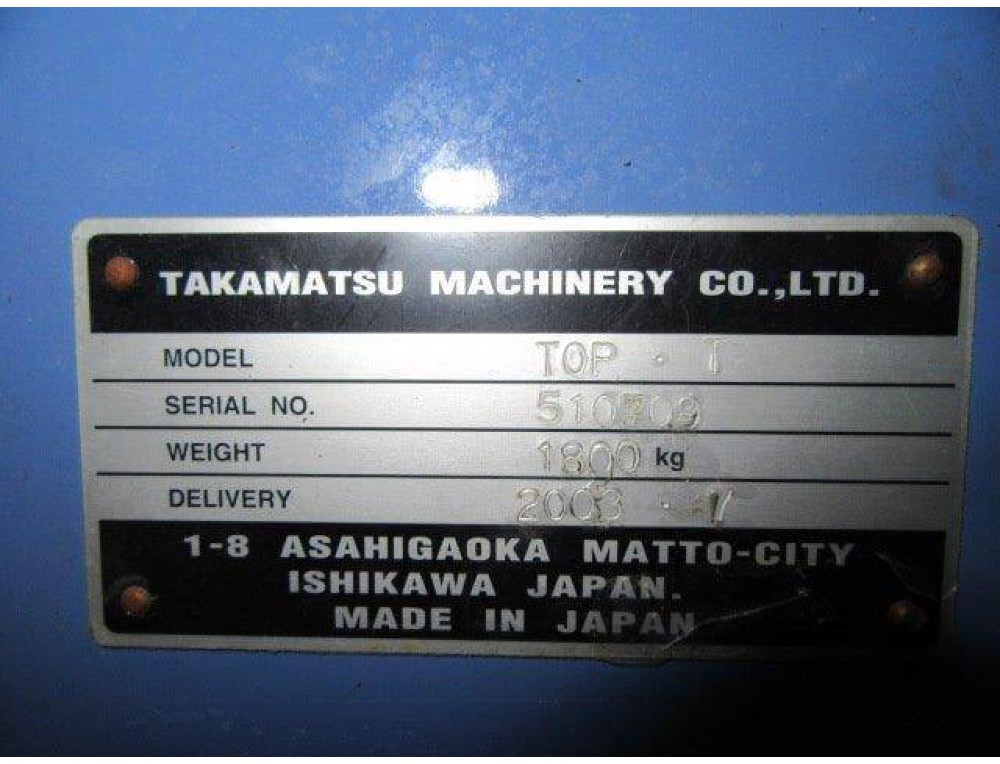 TAKAMATSU MACHINERY CO.,LTD.
MODEL TOP · I
SERIAL NO. 510709
WEIGHT 1800 kg
DELIVERY 2003 ·
1-8 ASAHIGAOKA MATTO-CITY
ISHIKAWA JAPAN.
MADE IN JAPAN